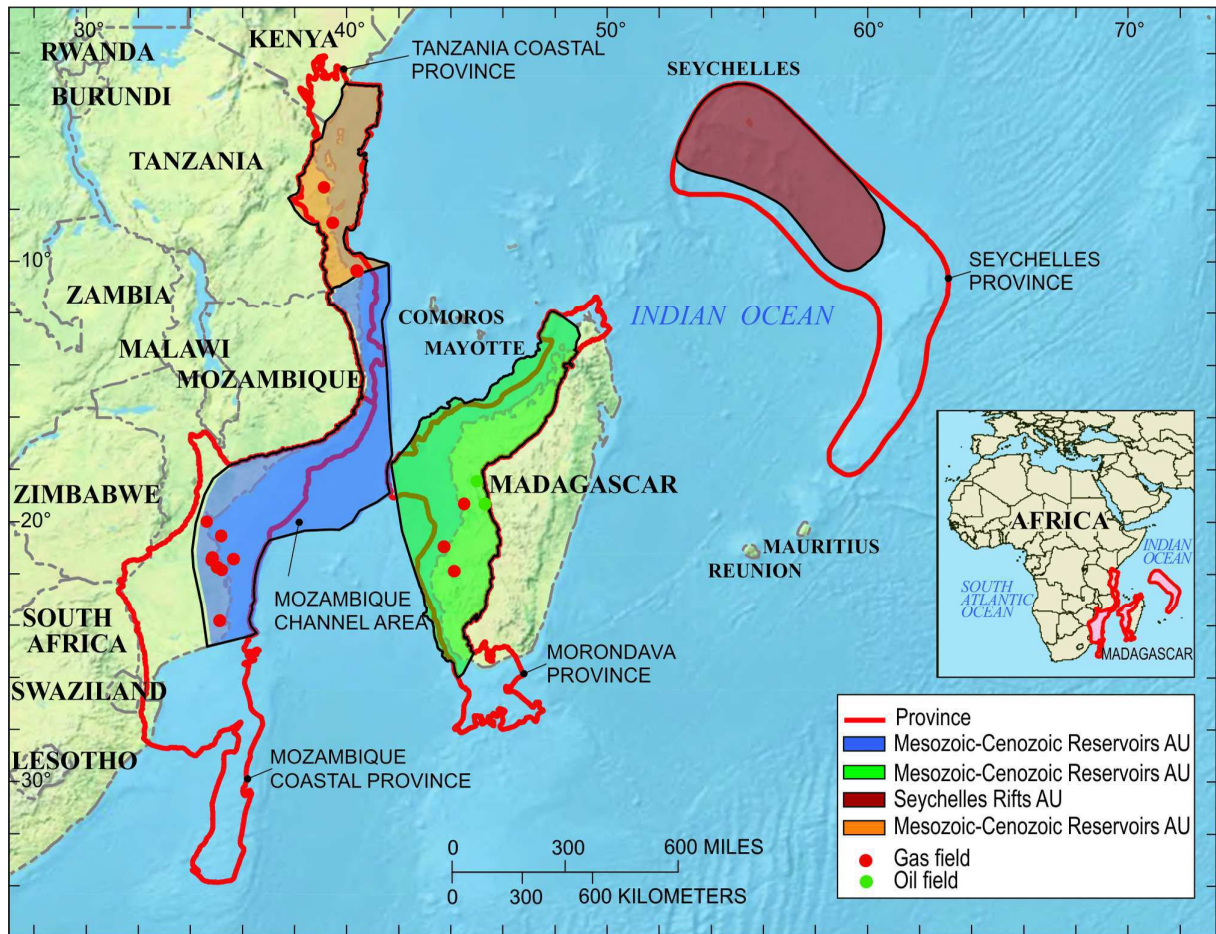 30°
40°
50°
60°
70°
KENYA
RWANDA
BURUNDI
TANZANIA COASTAL
PROVINCE
SEYCHELLES
TANZANIA
10°
ZAMBIA
SEYCHELLES
PROVINCE
COMOROS
MAYOTTE
INDIAN OCEAN
MALAWI
MOZAMBIQUE
ZIMBABWE
MADAGASCAR
20°
MAURITIUS
REUNION
MOZAMBIQUE
CHANNEL AREA
SOUTH
AFRICA
MORONDAVA
PROVINCE
SWAZILAND
LESOTHO
MOZAMBIQUE
COASTAL PROVINCE
30°
AFRICA
INDIAN
OCEAN
SOUTH
ATLANTIC
OCEAN
MADAGASCAR
Province
Mesozoic-Cenozoic Reservoirs AU
Mesozoic-Cenozoic Reservoirs AU
Seychelles Rifts AU
Mesozoic-Cenozoic Reservoirs AU
Gas field
Oil field
0 300 600 MILES
0 300 600 KILOMETERS